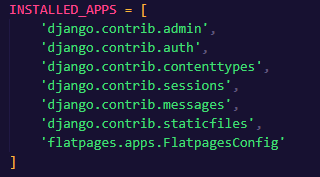 INSTALLED_APPS = [
'django.contrib.admin',
'django.contrib.auth',
'django.contrib.contenttypes',
'django.contrib.sessions',
'django.contrib.messages',
'django.contrib.staticfiles',
'flatpages.apps.FlatpagesConfig'
]